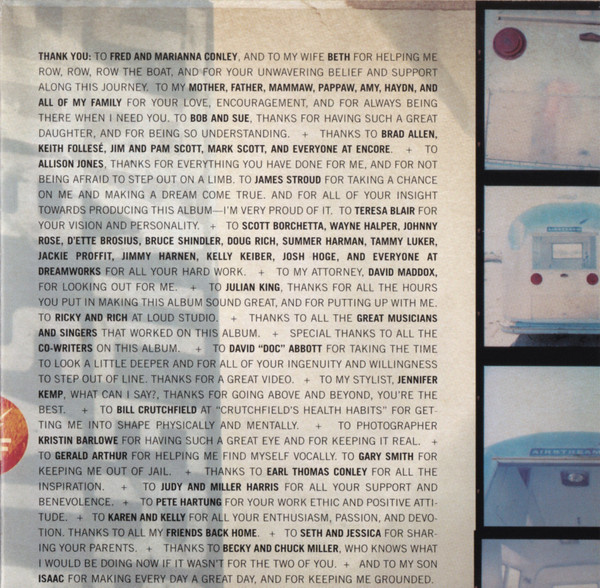 THANK YOU: TO FRED AND MARIANNA CONLEY, AND TO MY WIFE BETH FOR HELPING ME
ROW, ROW, ROW THE BOAT, AND FOR YOUR UNWAVERING BELIEF AND SUPPORT
ALONG THIS JOURNEY. TO MY MOTHER, FATHER, MAMMAW, PAPPAW, AMY, HAYDN, AND
ALL OF MY FAMILY FOR YOUR LOVE, ENCOURAGEMENT, AND FOR ALWAYS BEING
THERE WHEN I NEED YOU. TO BOB AND SUE, THANKS FOR HAVING SUCH A GREAT
DAUGHTER, AND FOR BEING SO UNDERSTANDING. + THANKS TO BRAD ALLEN,
KEITH FOLLESÉ, JIM AND PAM SCOTT, MARK SCOTT, AND EVERYONE AT ENCORE. + TO
ALLISON JONES, THANKS FOR EVERYTHING YOU HAVE DONE FOR ME, AND FOR NOT
BEING AFRAID TO STEP OUT ON A LIMB. TO JAMES STROUD FOR TAKING A CHANCE
ON ME AND MAKING A DREAM COME TRUE. AND FOR ALL OF YOUR INSIGHT
TOWARDS PRODUCING THIS ALBUM—I'M VERY PROUD OF IT. TO TERESA BLAIR FOR
YOUR VISION AND PERSONALITY. + TO SCOTT BORCHETTA, WAYNE HALPER, JOHNNY
ROSE, D'ETTE BROSIUS, BRUCE SHINDLER, DOUG RICH, SUMMER HARMAN, TAMMY LUKER,
JACKIE PROFFIT, JIMMY HARNEN, KELLY KEIBER, JOSH HOGE, AND EVERYONE AT
DREAMWORKS FOR ALL YOUR HARD WORK. + TO MY ATTORNEY, DAVID MADDOX,
FOR LOOKING OUT FOR ME. + TO JULIAN KING, THANKS FOR ALL THE HOURS
YOU PUT IN MAKING THIS ALBUM SOUND GREAT, AND FOR PUTTING UP WITH ME.
TO RICKY AND RICH AT LOUD STUDIO. + THANKS TO ALL THE GREAT MUSICIANS
AND SINGERS THAT WORKED ON THIS ALBUM. + SPECIAL THANKS TO ALL THE
CO-WRITERS ON THIS ALBUM. + TO DAVID "DOC" ABBOTT FOR TAKING THE TIME
TO LOOK A LITTLE DEEPER AND FOR ALL OF YOUR INGENUITY AND WILLINGNESS
TO STEP OUT OF LINE. THANKS FOR A GREAT VIDEO. + TO MY STYLIST, JENNIFER
KEMP, WHAT CAN I SAY?, THANKS FOR GOING ABOVE AND BEYOND, YOU'RE THE
BEST. + TO BILL CRUTCHFIELD AT "CRUTCHFIELD'S HEALTH HABITS" FOR GET-
TING ME INTO SHAPE PHYSICALLY AND MENTALLY. + TO PHOTOGRAPHER
KRISTIN BARLOWE FOR HAVING SUCH A GREAT EYE AND FOR KEEPING IT REAL. +
TO GERALD ARTHUR FOR HELPING ME FIND MYSELF VOCALLY. TO GARY SMITH FOR
KEEPING ME OUT OF JAIL. + THANKS TO EARL THOMAS CONLEY FOR ALL THE
INSPIRATION. + TO JUDY AND MILLER HARRIS FOR ALL YOUR SUPPORT AND
BENEVOLENCE. + TO PETE HARTUNG FOR YOUR WORK ETHIC AND POSITIVE ATTI-
TUDE. + TO KAREN AND KELLY FOR ALL YOUR ENTHUSIASM, PASSION, AND DEVO-
TION. THANKS TO ALL MY FRIENDS BACK HOME. + TO SETH AND JESSICA FOR SHAR-
ING YOUR PARENTS. + THANKS TO BECKY AND CHUCK MILLER, WHO KNOWS WHAT
I WOULD BE DOING NOW IF IT WASN'T FOR THE TWO OF YOU. + AND TO MY SON
ISAAC FOR MAKING EVERY DAY A GREAT DAY, AND FOR KEEPING ME GROUNDED.
AIRSTREAM